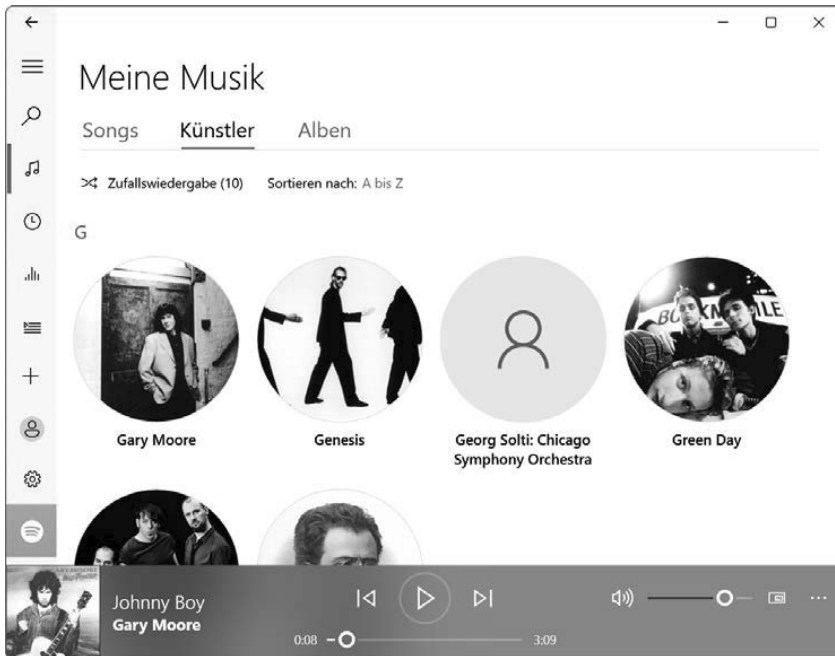 Meine Musik
Songs Künstler Alben
Zufallswiedergabe (10) Sortieren nach: A bis Z
G
Gary Moore Genesis Georg Solti: Chicago Symphony Orchestra Green Day
Johnny Boy
Gary Moore
0:08 3:09